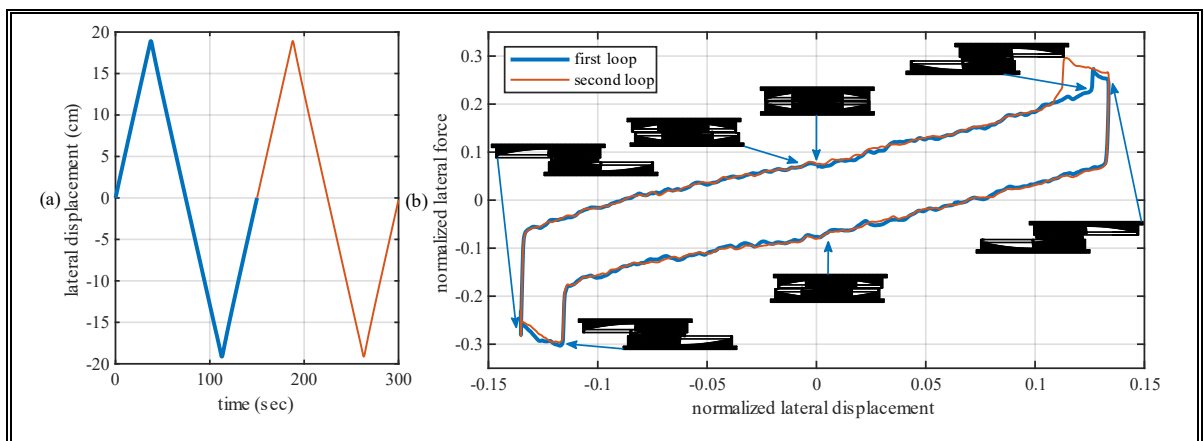 (a)
lateral displacement (cm)
20
15
10
5
0
-5
-10
-15
-20
0 100 200 300
time (sec)
(b)
normalized lateral force
first loop
second loop
0.3
0.2
0.1
0
-0.1
-0.2
-0.3
-0.15 -0.1 -0.05 0 0.05 0.1 0.15
normalized lateral displacement